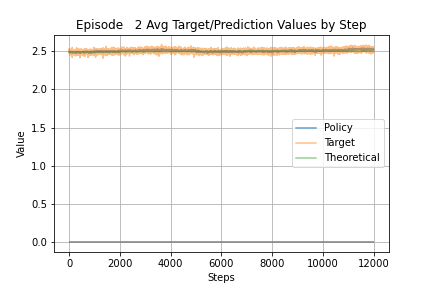 Episode   2 Avg Target/Prediction Values by Step
2.5
2.0
1.5
1.0
0.5
0.0
Value
Policy
Target
Theoretical
0 2000 4000 6000 8000 10000 12000
Steps